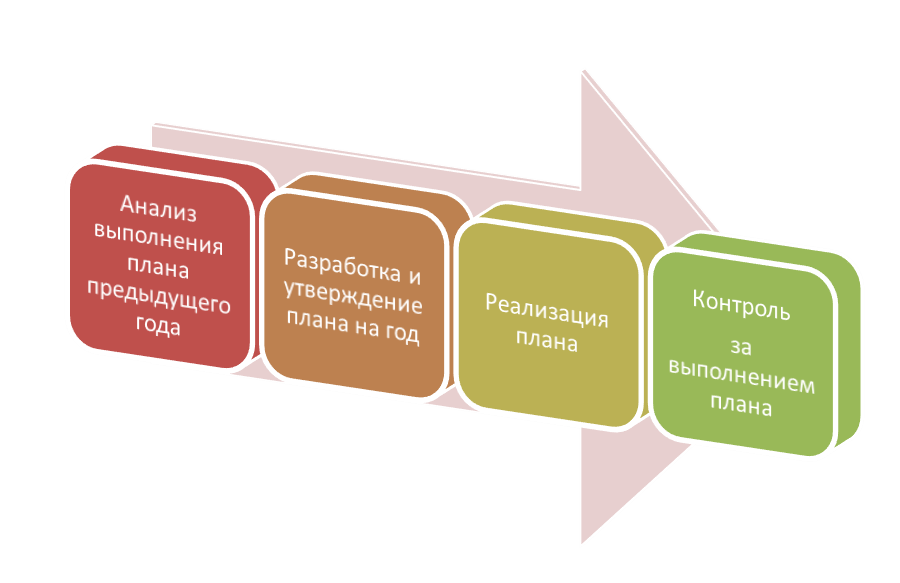 Анализ
выполнения
плана
предыдущего
года
Разработка и
утверждение
плана на год
Реализация
плана
Контроль
за
выполнением
плана